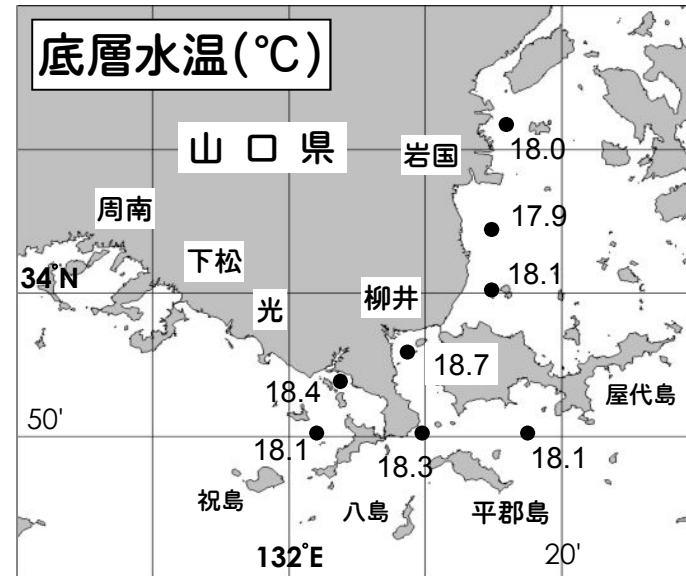 底層水温(℃)
山口県
岩国
18.0
周南
17.9
下松
34°N
18.1
光
柳井
18.7
18.4
屋代島
50'
18.1
18.3
18.1
祝島
八島
平郡島
132°E
20'